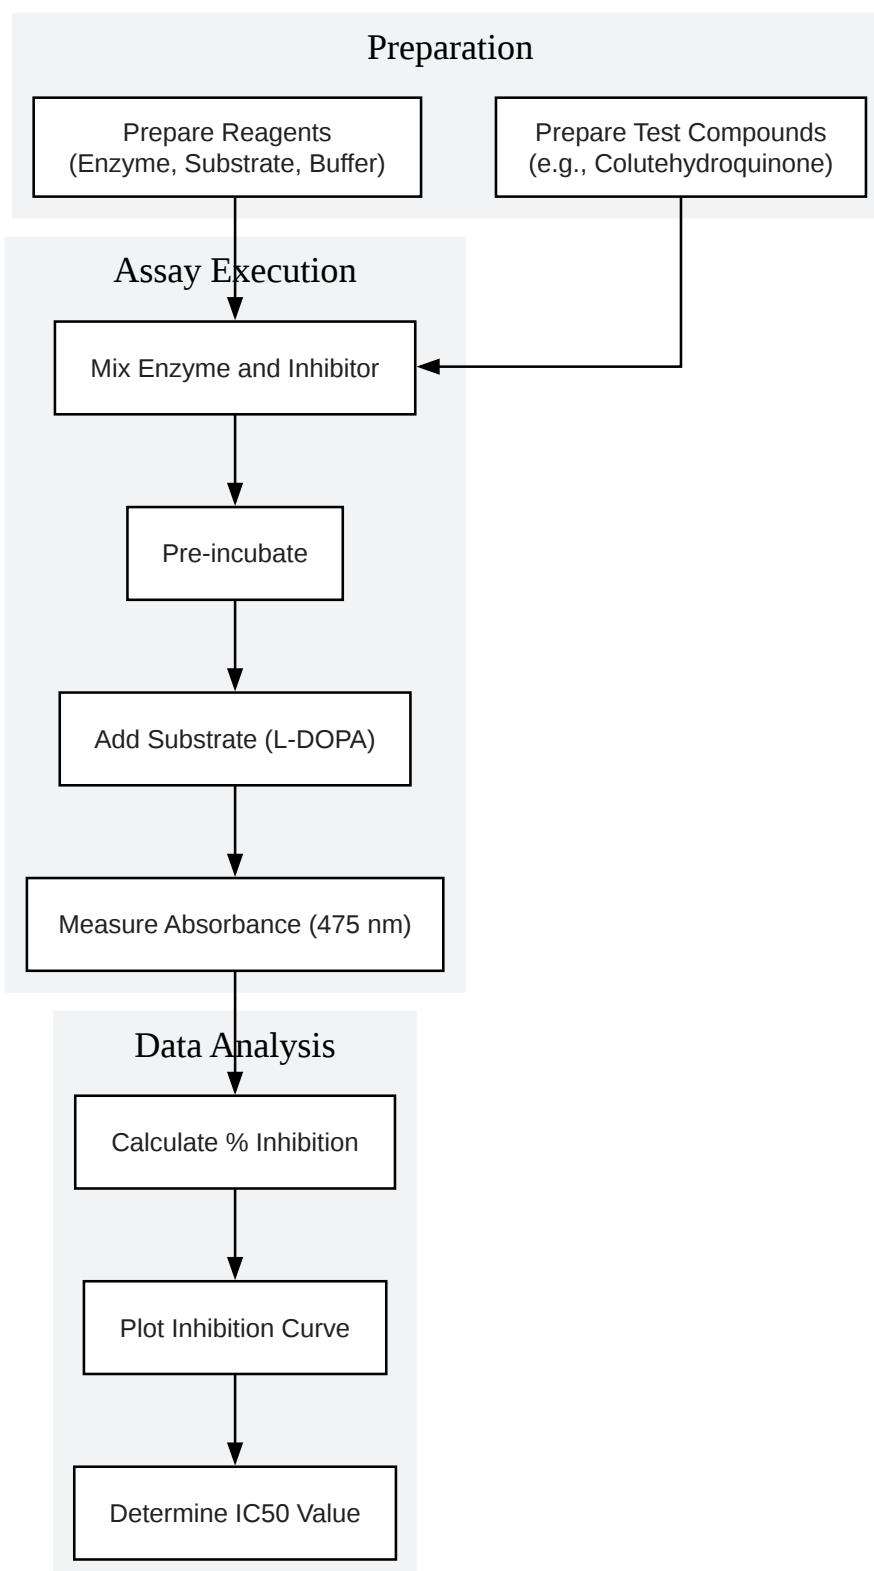 Preparation
Prepare Reagents
(Enzyme, Substrate, Buffer)
Prepare Test Compounds
(e.g., Colutehydroquinone)
Assay Execution
Mix Enzyme and Inhibitor
Pre-incubate
Add Substrate (L-DOPA)
Measure Absorbance (475 nm)
Data Analysis
Calculate % Inhibition
Plot Inhibition Curve
Determine IC50 Value